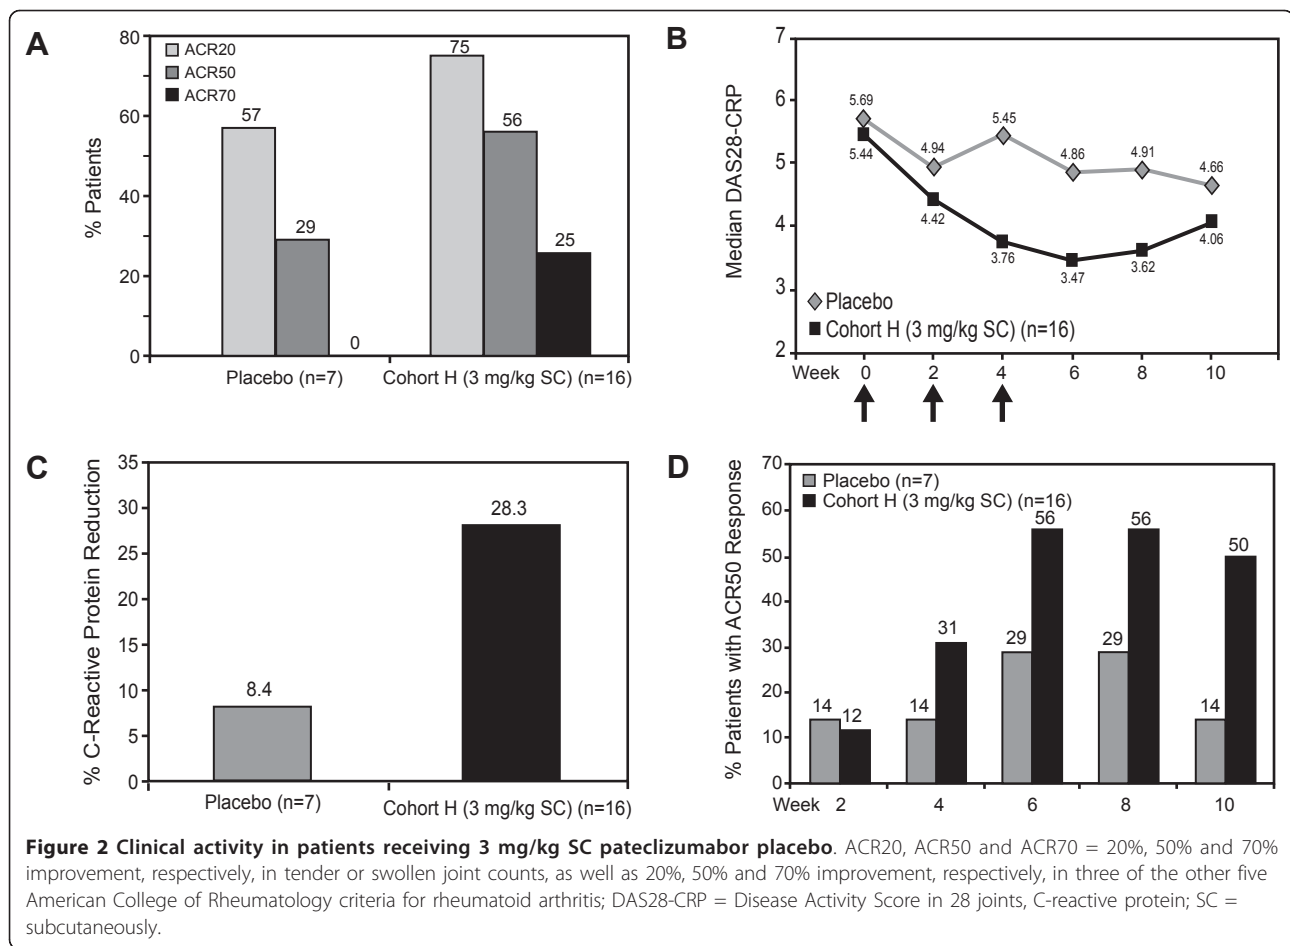 A
80
60
40
20
0
% Patients
ACR20
ACR50
ACR70
57
29
0
75
56
25
Placebo (n=7)
Cohort H (3 mg/kg SC) (n=16)
B
7
6
5
4
3
2
Median DAS28-CRP
5.69
4.94
5.45
4.86
4.91
4.66
5.44
4.42
3.76
3.47
3.62
4.06
Placebo
Cohort H (3 mg/kg SC) (n=16)
Week 0 2 4 6 8 10
C
35
30
25
20
15
10
5
0
% C-Reactive Protein Reduction
8.4
28.3
Placebo (n=7)
Cohort H (3 mg/kg SC) (n=16)
D
70
60
50
40
30
20
10
0
% Patients with ACR50 Response
Placebo (n=7)
Cohort H (3 mg/kg SC) (n=16)
14
12
14
31
29
56
29
56
14
50
Week 2 4 6 8 10
Figure 2 Clinical activity in patients receiving 3 mg/kg SC pateclizumabor placebo. ACR20, ACR50 and ACR70 = 20%, 50% and 70%
improvement, respectively, in tender or swollen joint counts, as well as 20%, 50% and 70% improvement, respectively, in three of the other five
American College of Rheumatology criteria for rheumatoid arthritis; DAS28-CRP = Disease Activity Score in 28 joints, C-reactive protein; SC =
subcutaneously.